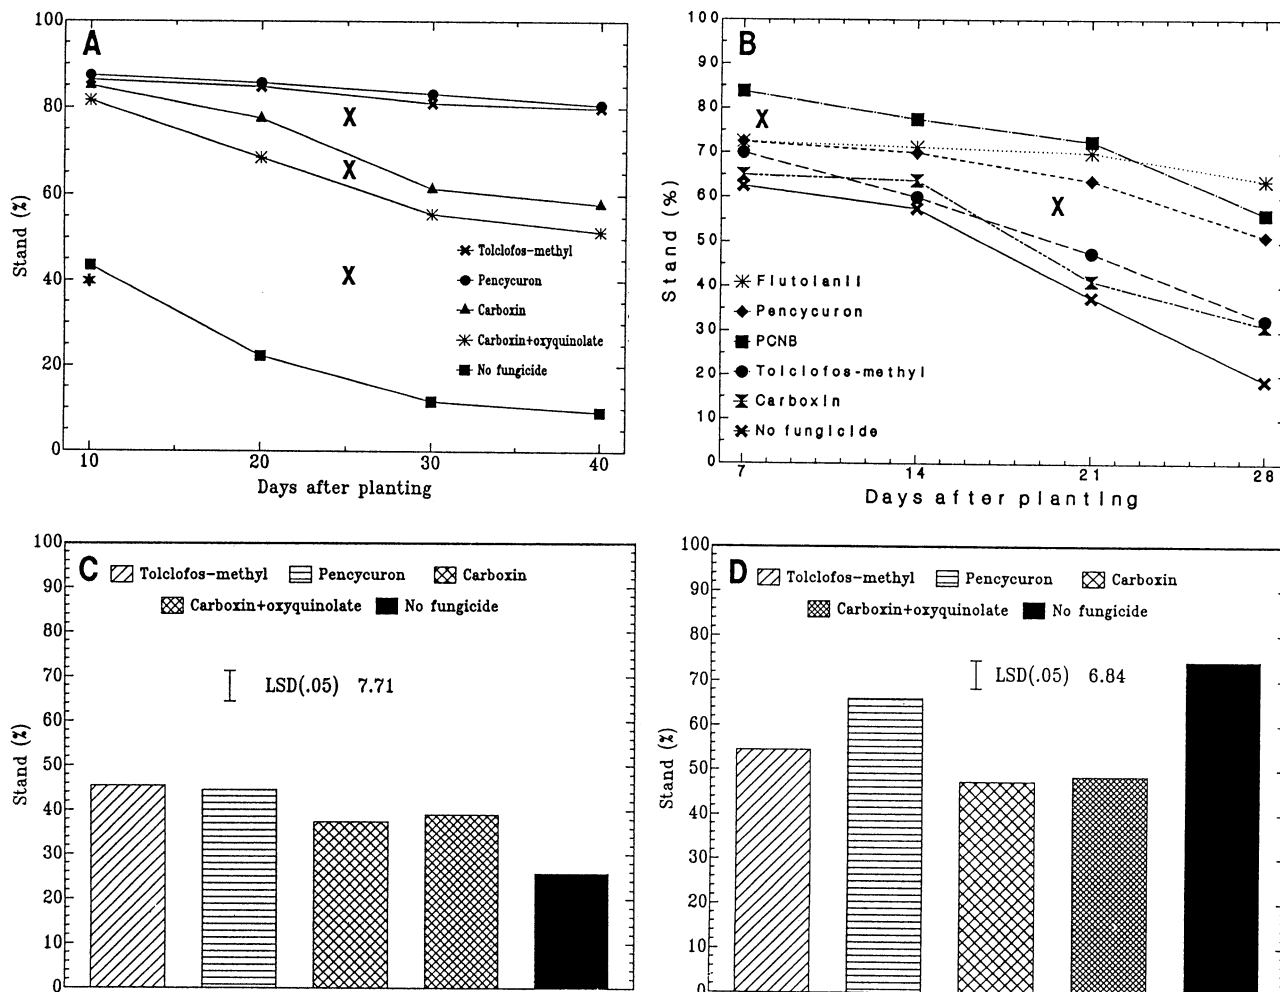 A
100
80
60
40
20
0
Stand (%)
10 20 30 40
Days after planting
Tolclofos-methyl
Pencycuron
Carboxin
Carboxin+oxyquinolate
No fungicide
X
X
X
B
100
90
80
70
60
50
40
30
20
10
0
Stand (%)
7 14 21 28
Days after planting
Flutolanil
Pencycuron
PCNB
Tolclofos-methyl
Carboxin
No fungicide
X
X
C
100
90
80
70
60
50
40
30
20
10
0
Stand (%)
Tolclofos-methyl Pencycuron Carboxin
Carboxin+oxyquinolate No fungicide
LSD(.05) 7.71
D
100
90
80
70
60
50
40
30
20
10
0
Stand (%)
Tolclofos-methyl Pencycuron Carboxin
Carboxin+oxyquinolate No fungicide
LSD(.05) 6.84